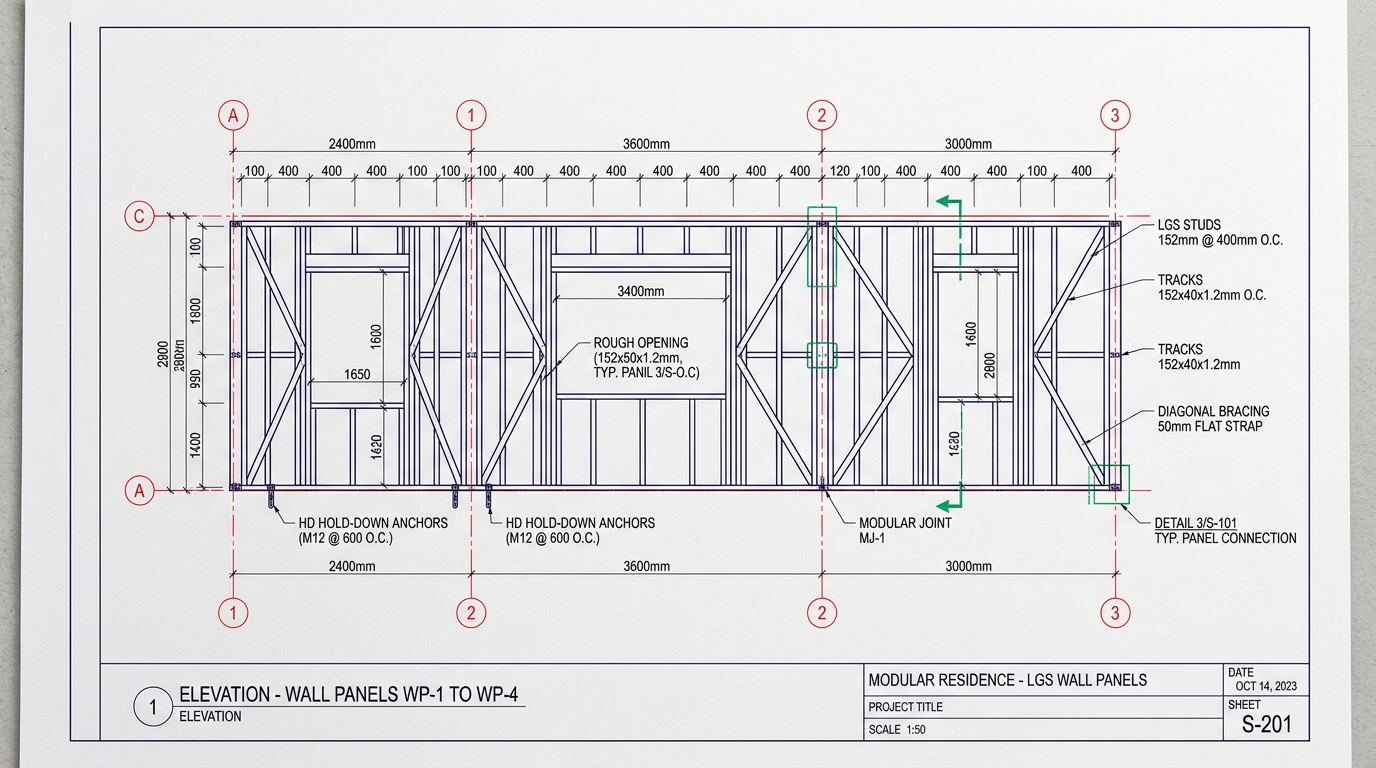 A
1
2
3
2400mm
3600mm
3000mm
100 400 400 400 100 100 100 400 400 400 400 400 400 400 120 100 400 400 400 100 400
C
LGS STUDS
152mm @ 400mm O.C.
100
TRACKS
152x40x1.2mm O.C.
3400mm
1800
1600
1600
ROUGH OPENING
(152x50x1.2mm,
TYP. PANIL 3/S-O.C)
TRACKS
152x40x1.2mm
2800
2800
990
1650
DIAGONAL BRACING
50mm FLAT STRAP
1400
1620
A
HD HOLD-DOWN ANCHORS
(M12 @ 600 O.C.)
HD HOLD-DOWN ANCHORS
(M12 @ 600 O.C.)
MODULAR JOINT
MJ-1
DETAIL 3/S-101
TYP. PANEL CONNECTION
2400mm
3600mm
3000mm
1
2
2
3
1
ELEVATION - WALL PANELS WP-1 TO WP-4
ELEVATION
MODULAR RESIDENCE - LGS WALL PANELS
PROJECT TITLE
SCALE 1:50
DATE
OCT 14, 2023
SHEET
S-201